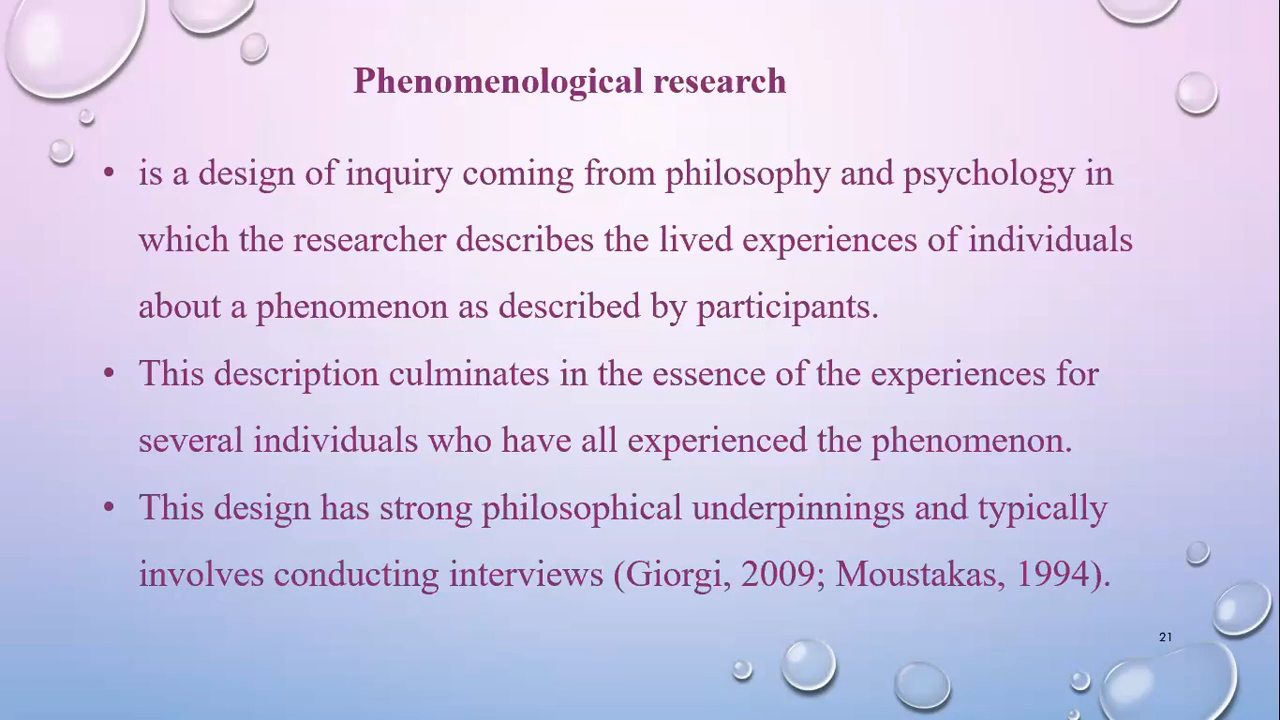 Phenomenological research
• is a design of inquiry coming from philosophy and psychology in
which the researcher describes the lived experiences of individuals
about a phenomenon as described by participants.
• This description culminates in the essence of the experiences for
several individuals who have all experienced the phenomenon.
• This design has strong philosophical underpinnings and typically
involves conducting interviews (Giorgi, 2009; Moustakas, 1994).
21